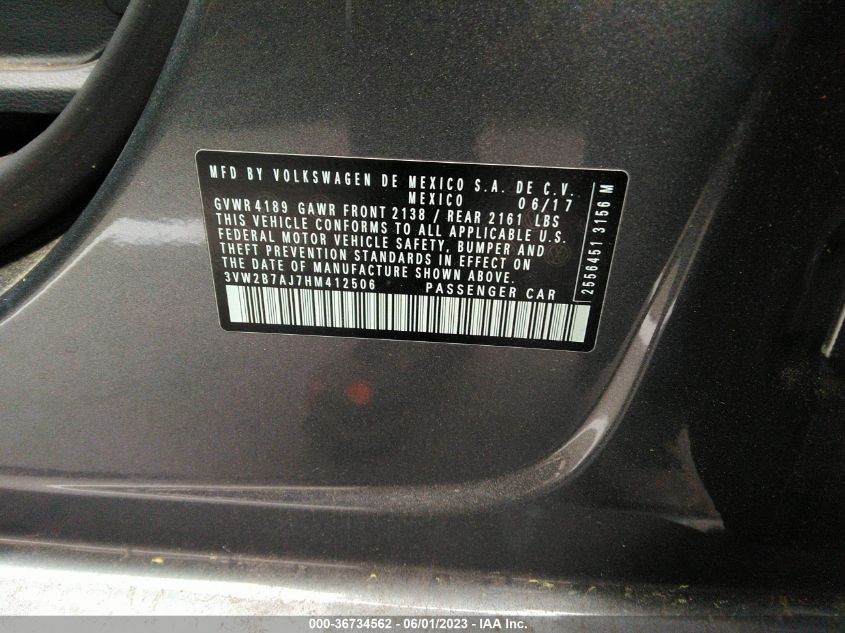 MFD BY VOLKSWAGEN DE MEXICO S.A. DE C.V.
MEXICO 06/17
GVWR 4189 GAWR FRONT 2138 / REAR 2161 LBS
THIS VEHICLE CONFORMS TO ALL APPLICABLE U.S.
FEDERAL MOTOR VEHICLE SAFETY, BUMPER AND
THEFT PREVENTION STANDARDS IN EFFECT ON
THE DATE OF MANUFACTURE SHOWN ABOVE.
3VW2B7AJ7HM412506 PASSENGER CAR
2556451 3156 M
000-36734562 - 06/01/2023 - IAA Inc.